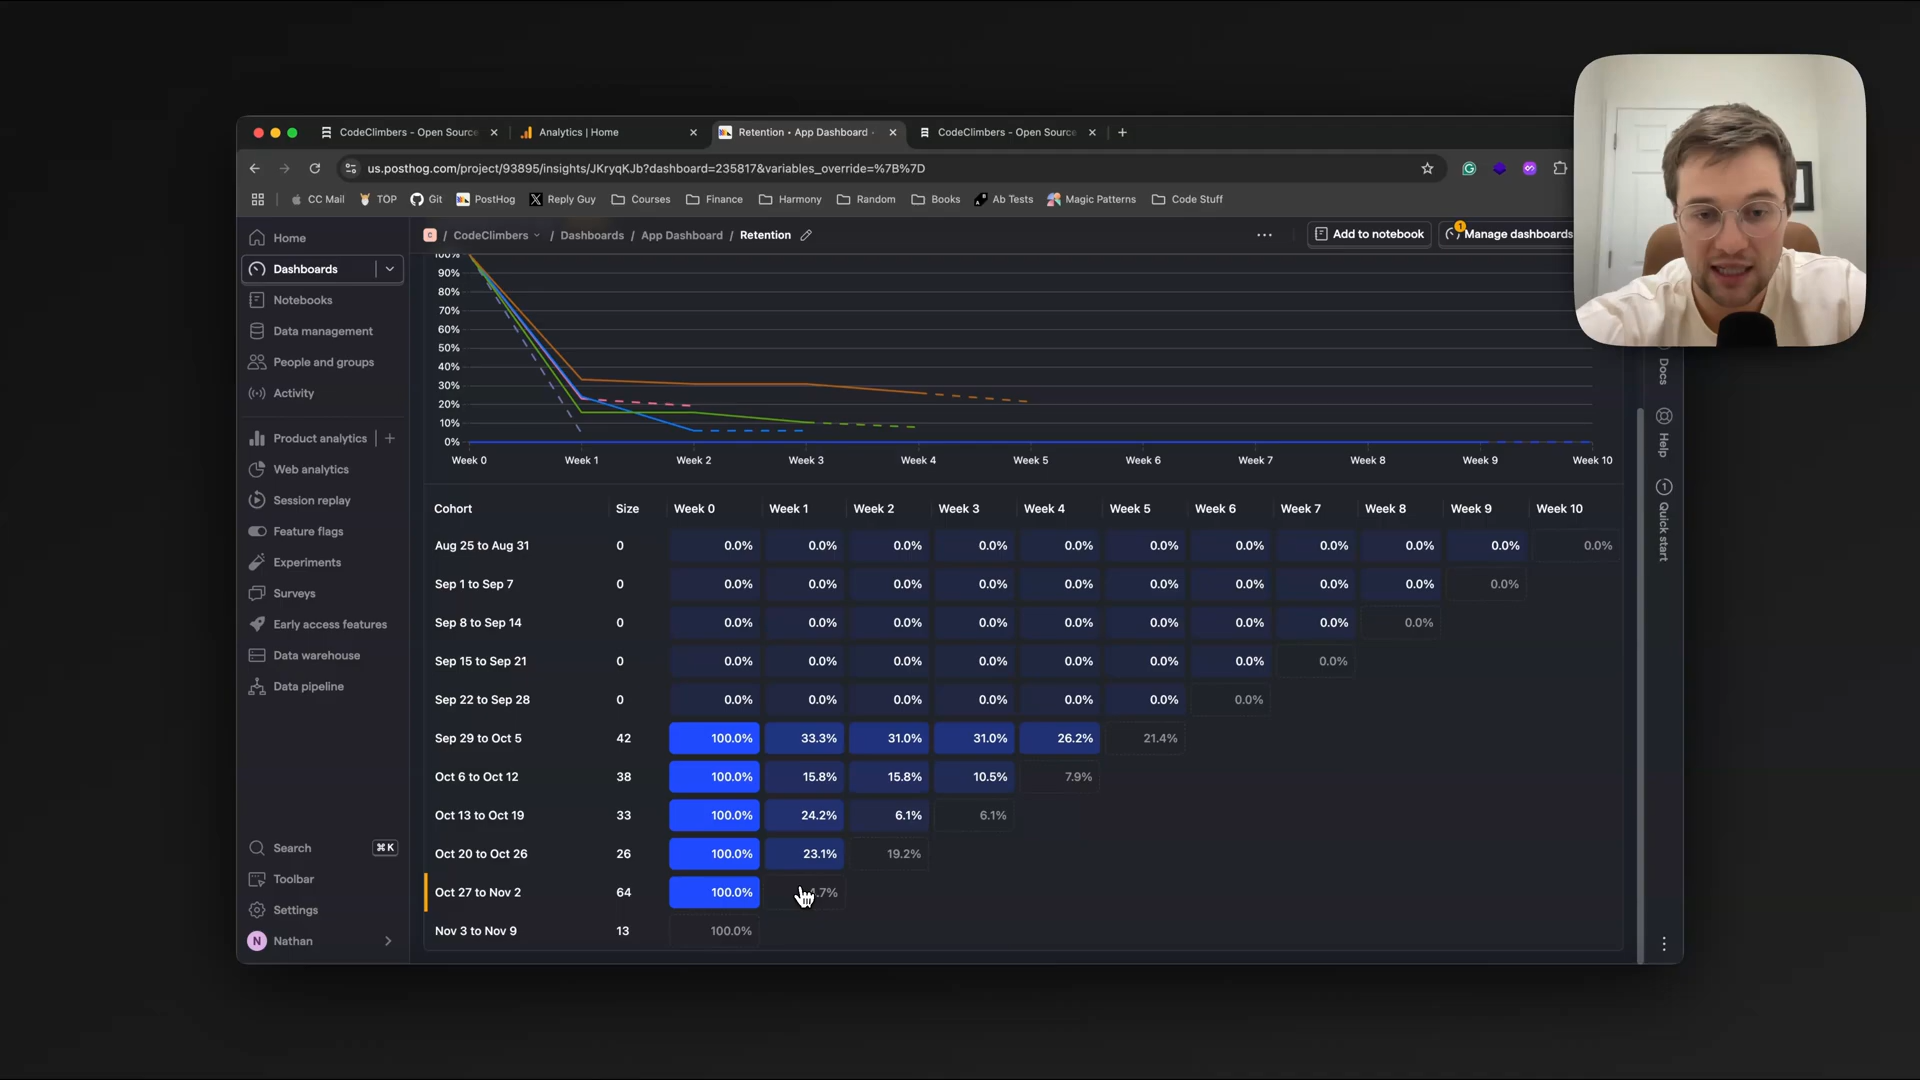 CodeClimbers - Open Source
Analytics | Home
Retention • App Dashboard
CodeClimbers - Open Source
us.posthog.com/project/93895/insights/JKryqKJb?dashboard=235817&variables_override=%7B%7D
CC Mail TOP Git PostHog Reply Guy Courses Finance Harmony Random Books Ab Tests Magic Patterns Code Stuff
Home
Dashboards
Notebooks
Data management
People and groups
Activity
Product analytics
Web analytics
Session replay
Feature flags
Experiments
Surveys
Early access features
Data warehouse
Data pipeline
Search ⌘K
Toolbar
Settings
N Nathan
C / CodeClimbers / Dashboards / App Dashboard / Retention
Add to notebook
1 Manage dashboards
100%
90%
80%
70%
60%
50%
40%
30%
20%
10%
0%
Week 0 Week 1 Week 2 Week 3 Week 4 Week 5 Week 6 Week 7 Week 8 Week 9 Week 10
Cohort Size Week 0 Week 1 Week 2 Week 3 Week 4 Week 5 Week 6 Week 7 Week 8 Week 9 Week 10
Aug 25 to Aug 31 0 0.0% 0.0% 0.0% 0.0% 0.0% 0.0% 0.0% 0.0% 0.0% 0.0% 0.0%
Sep 1 to Sep 7 0 0.0% 0.0% 0.0% 0.0% 0.0% 0.0% 0.0% 0.0% 0.0% 0.0%
Sep 8 to Sep 14 0 0.0% 0.0% 0.0% 0.0% 0.0% 0.0% 0.0% 0.0% 0.0%
Sep 15 to Sep 21 0 0.0% 0.0% 0.0% 0.0% 0.0% 0.0% 0.0% 0.0%
Sep 22 to Sep 28 0 0.0% 0.0% 0.0% 0.0% 0.0% 0.0% 0.0%
Sep 29 to Oct 5 42 100.0% 33.3% 31.0% 31.0% 26.2% 21.4%
Oct 6 to Oct 12 38 100.0% 15.8% 15.8% 10.5% 7.9%
Oct 13 to Oct 19 33 100.0% 24.2% 6.1% 6.1%
Oct 20 to Oct 26 26 100.0% 23.1% 19.2%
Oct 27 to Nov 2 64 100.0%
Nov 3 to Nov 9 13 100.0%
Docs
Help
1 Quick start